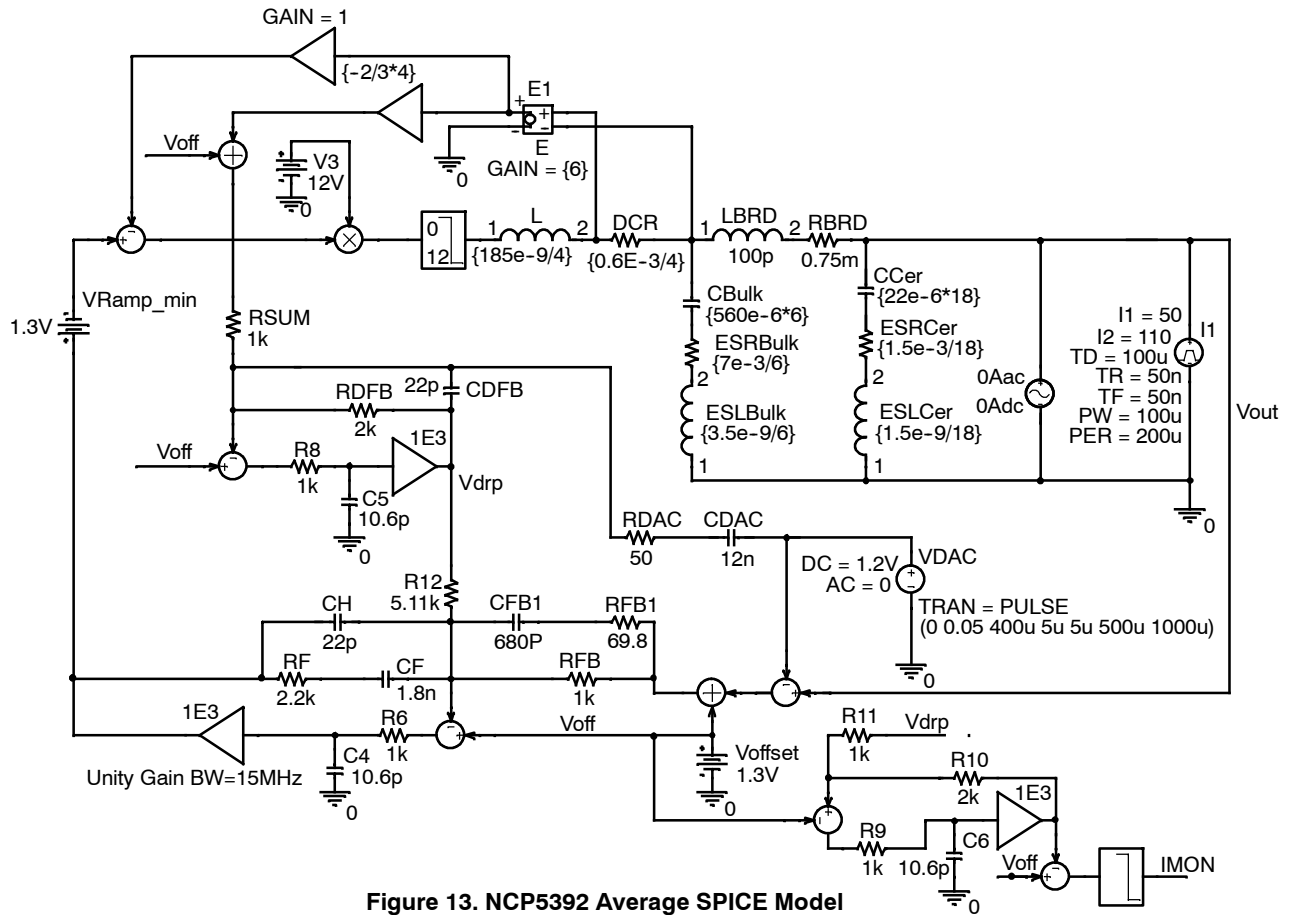 GAIN = 1
{-2/3*4}
E1
+
+
-
-
E
GAIN = {6}
0
Voff
+
V3
12V
+
0
+
-
0
12
1
L
2
{185e-9/4}
DCR
{0.6E-3/4}
1
LBRD
2
100p
RBRD
0.75m
VRamp_min
1.3V
+
RSUM
1k
CBulk
{560e-6*6}
ESRBulk
{7e-3/6}
2
ESLBulk
{3.5e-9/6}
1
CCer
{22e-6*18}
ESRCer
{1.5e-3/18}
2
ESLCer
{1.5e-9/18}
1
0Aac
0Adc
I1 = 50
I2 = 110
TD = 100u
TR = 50n
TF = 50n
PW = 100u
PER = 200u
I1
Vout
0
22p
CDFB
RDFB
2k
Voff
+
-
R8
1k
1E3
Vdrp
C5
10.6p
0
RDAC
50
CDAC
12n
DC = 1.2V
AC = 0
VDAC
+
-
TRAN = PULSE
(0 0.05 400u 5u 5u 500u 1000u)
0
R12
5.11k
CH
22p
CFB1
680P
RFB1
69.8
RF
2.2k
CF
1.8n
RFB
1k
+
-
+
1E3
R6
1k
-
+
Voff
C4
10.6p
0
Unity Gain BW=15MHz
+
Voffset
1.3V
0
R11
1k
Vdrp
R10
2k
+
-
1E3
R9
1k
C6
10.6p
0
Voff
+
-
IMON
Figure 13. NCP5392 Average SPICE Model